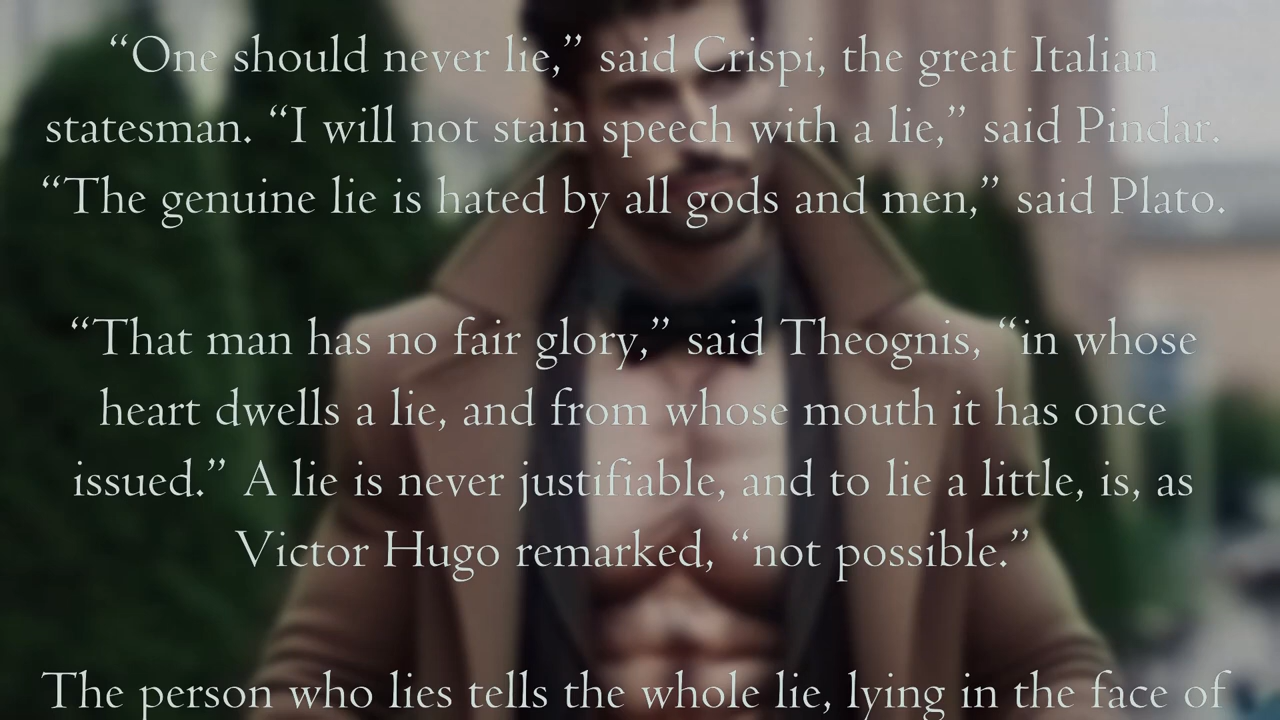 “One should never lie,” said Crispi, the great Italian
statesman. “I will not stain speech with a lie,” said Pindar.
“The genuine lie is hated by all gods and men,” said Plato.
“That man has no fair glory,” said Theognis, “in whose
heart dwells a lie, and from whose mouth it has once
issued.” A lie is never justifiable, and to lie a little, is, as
Victor Hugo remarked, “not possible.”
The person who lies tells the whole lie, lying in the face of